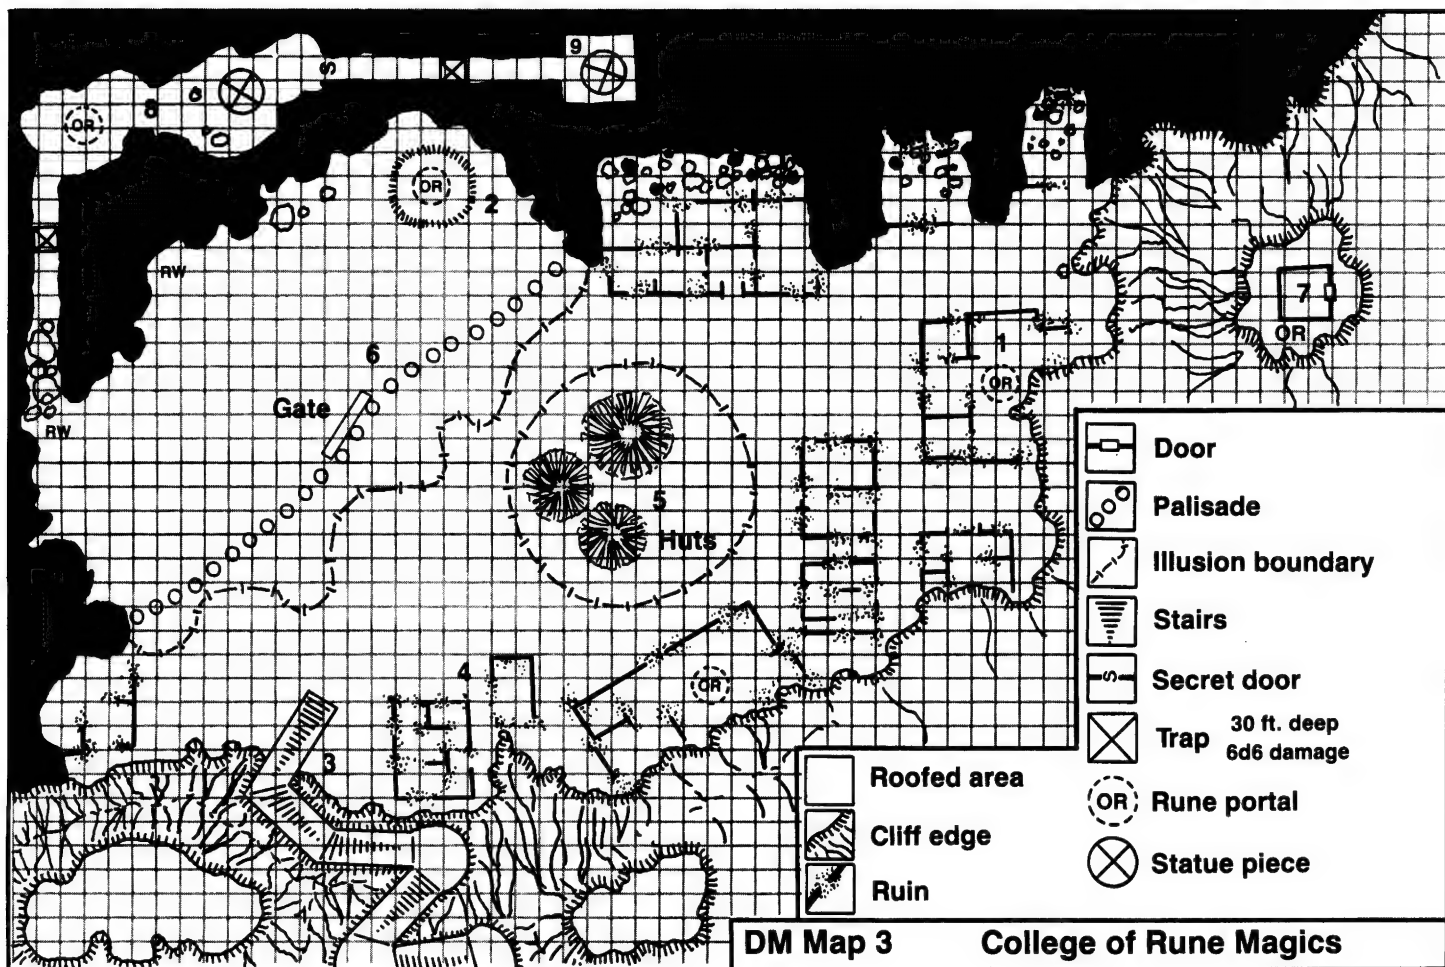 9
S
8
OR
OR
2
RW
7
OR
1
OR
6
Gate
RW
5
Huts
OR
4
3
Door
Palisade
Illusion boundary
Stairs
S
Secret door
Trap 30 ft. deep
6d6 damage
OR
Rune portal
Statue piece
Roofed area
Cliff edge
Ruin
DM Map 3 College of Rune Magics